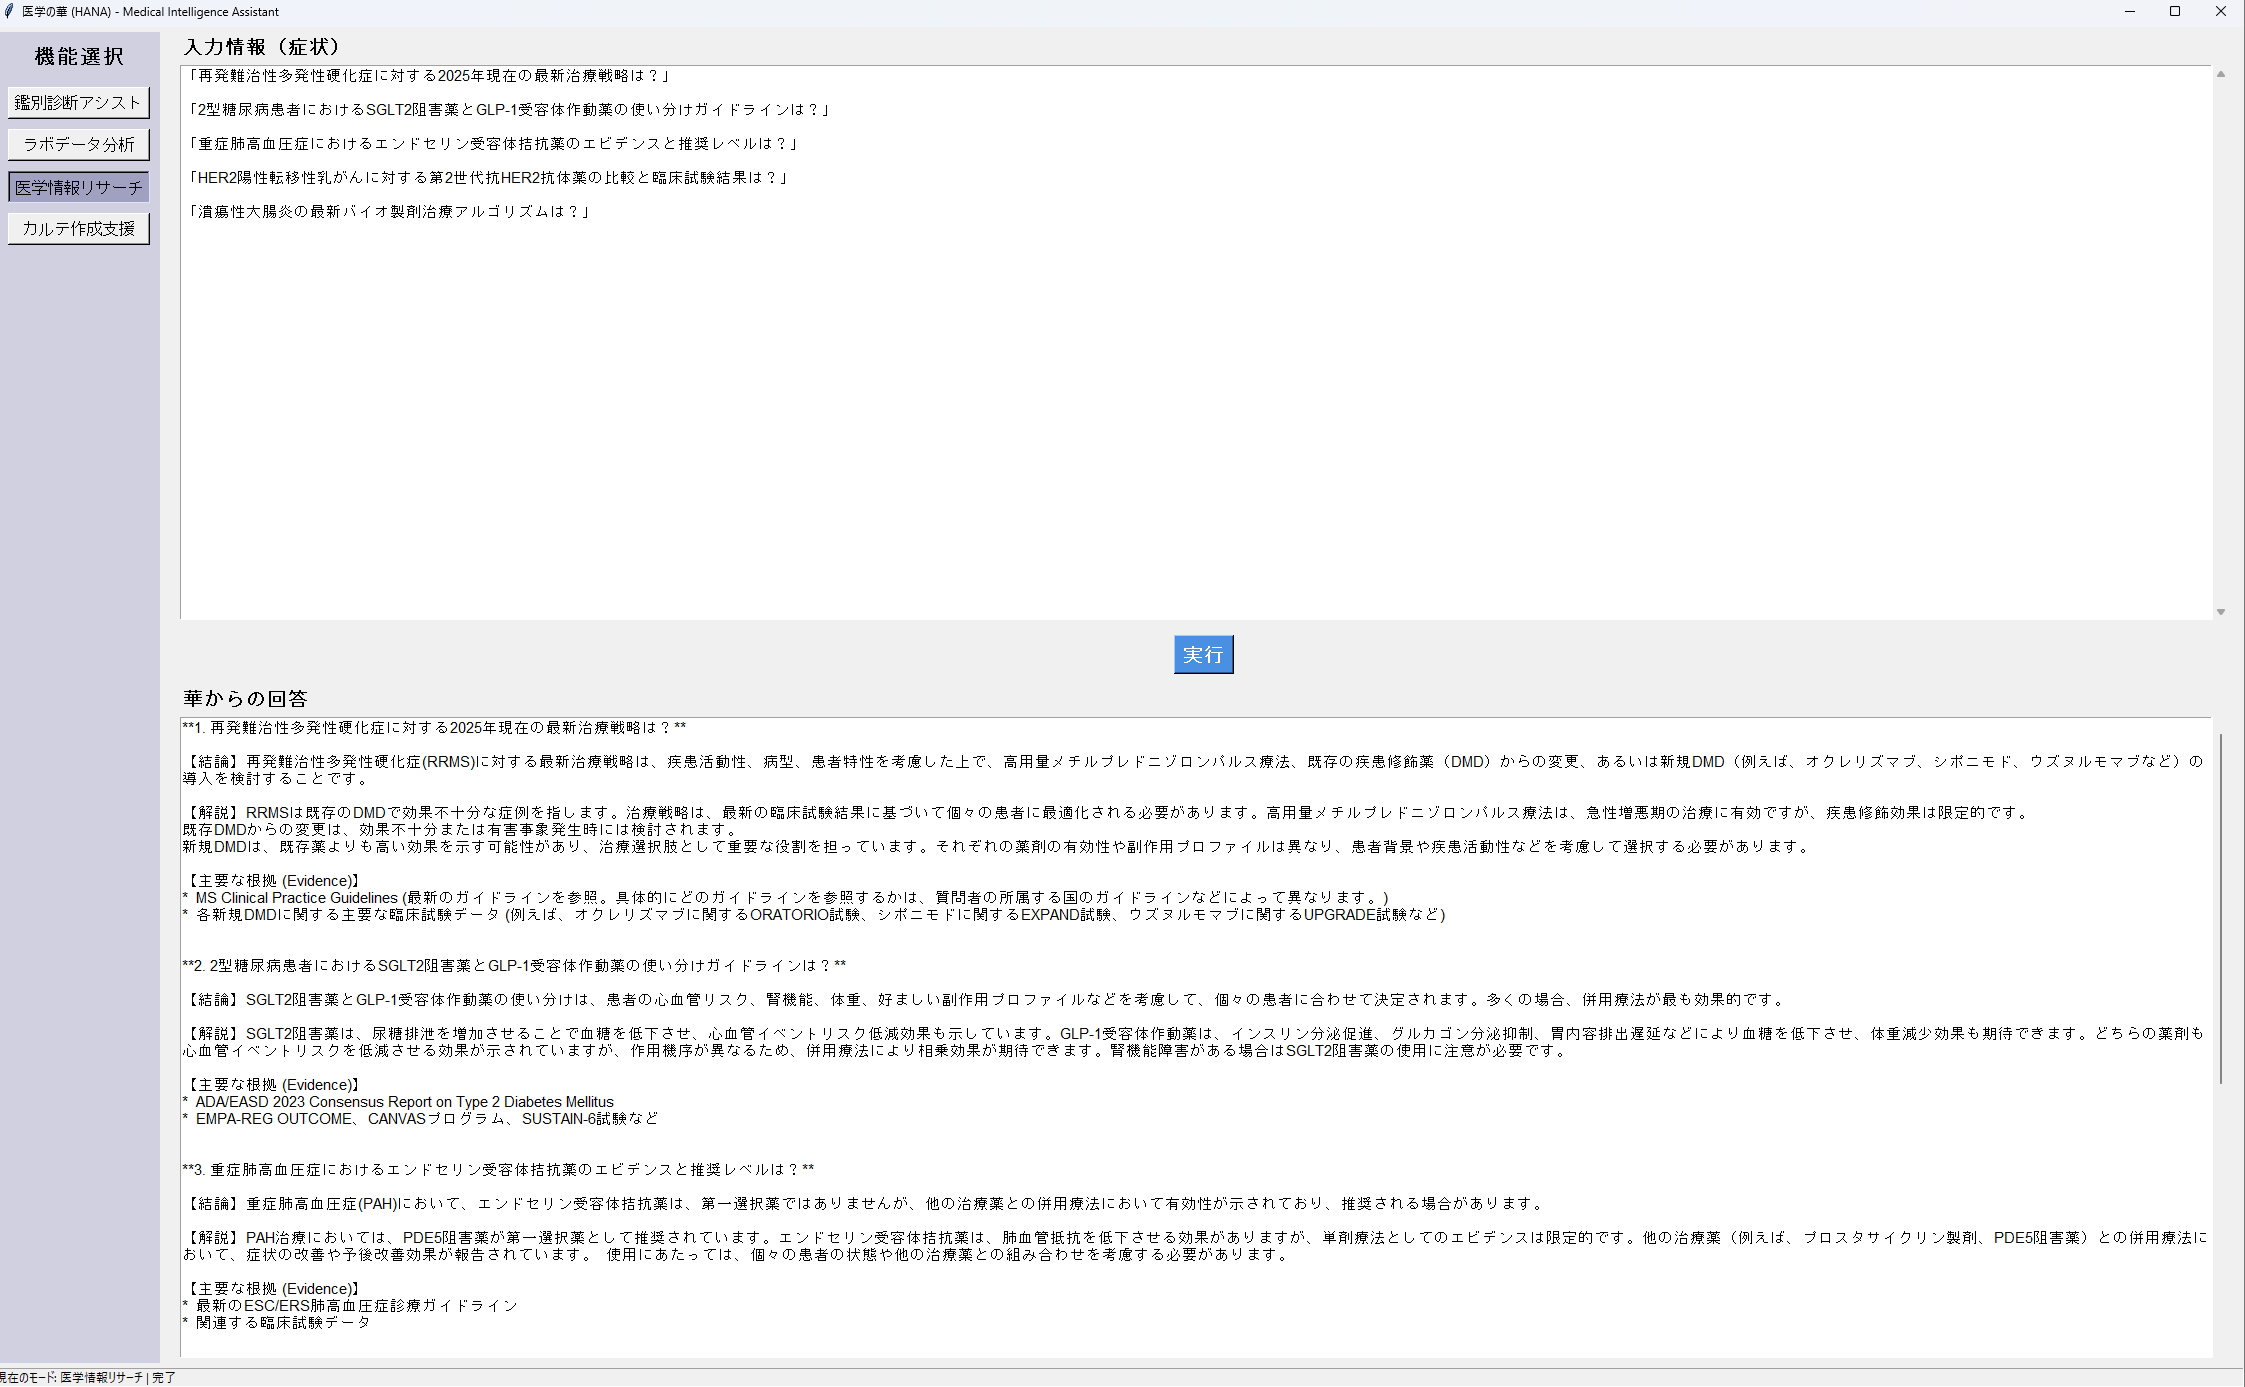 医学の華 (HANA) - Medical Intelligence Assistant
機能選択
鑑別診断アシスト
ラボデータ分析
医学情報リサーチ
カルテ作成支援
入力情報（症状）
「再発難治性多発性硬化症に対する2025年現在の最新治療戦略は？」
「2型糖尿病患者におけるSGLT2阻害薬とGLP-1受容体作動薬の使い分けガイドラインは？」
「重症肺高血圧症におけるエンドセリン受容体拮抗薬のエビデンスと推奨レベルは？」
「HER2陽性転移性乳がんに対する第2世代抗HER2抗体薬の比較と臨床試験結果は？」
「潰瘍性大腸炎の最新バイオ製剤治療アルゴリズムは？」
実行
華からの回答
**1. 再発難治性多発性硬化症に対する2025年現在の最新治療戦略は？**
【結論】再発難治性多発性硬化症(RRMS)に対する最新治療戦略は、疾患活動性、病型、患者特性を考慮した上で、高用量メチルプレドニゾロンパルス療法、既存の疾患修飾薬（DMD）からの変更、あるいは新規DMD（例えば、オクレリズマブ、シポニモド、ウズヌルモマブなど）の
導入を検討することです。
【解説】RRMSは既存のDMDで効果不十分な症例を指します。治療戦略は、最新の臨床試験結果に基づいて個々の患者に最適化される必要があります。高用量メチルプレドニゾロンパルス療法は、急性増悪期の治療に有効ですが、疾患修飾効果は限定的です。
既存DMDからの変更は、効果不十分または有害事象発生時には検討されます。
新規DMDは、既存薬よりも高い効果を示す可能性があり、治療選択肢として重要な役割を担っています。それぞれの薬剤の有効性や副作用プロファイルは異なり、患者背景や疾患活動性などを考慮して選択する必要があります。
【主要な根拠 (Evidence)】
* MS Clinical Practice Guidelines (最新のガイドラインを参照。具体的にどのガイドラインを参照するかは、質問者の所属する国のガイドラインなどによって異なります。)
* 各新規DMDに関する主要な臨床試験データ (例えば、オクレリズマブに関するORATORIO試験、シポニモドに関するEXPAND試験、ウズヌルモマブに関するUPGRADE試験など)
**2. 2型糖尿病患者におけるSGLT2阻害薬とGLP-1受容体作動薬の使い分けガイドラインは？**
【結論】SGLT2阻害薬とGLP-1受容体作動薬の使い分けは、患者の心血管リスク、腎機能、体重、好ましい副作用プロファイルなどを考慮して、個々の患者に合わせて決定されます。多くの場合、併用療法が最も効果的です。
【解説】SGLT2阻害薬は、尿糖排泄を増加させることで血糖を低下させ、心血管イベントリスク低減効果も示しています。GLP-1受容体作動薬は、インスリン分泌促進、グルカゴン分泌抑制、胃内容排出遅延などにより血糖を低下させ、体重減少効果も期待できます。どちらの薬剤も
心血管イベントリスクを低減させる効果が示されていますが、作用機序が異なるため、併用療法により相乗効果が期待できます。腎機能障害がある場合はSGLT2阻害薬の使用に注意が必要です。
【主要な根拠 (Evidence)】
* ADA/EASD 2023 Consensus Report on Type 2 Diabetes Mellitus
* EMPA-REG OUTCOME、CANVASプログラム、SUSTAIN-6試験など
**3. 重症肺高血圧症におけるエンドセリン受容体拮抗薬のエビデンスと推奨レベルは？**
【結論】重症肺高血圧症(PAH)において、エンドセリン受容体拮抗薬は、第一選択薬ではありませんが、他の治療薬との併用療法において有効性が示されており、推奨される場合があります。
【解説】PAH治療においては、PDE5阻害薬が第一選択薬として推奨されています。エンドセリン受容体拮抗薬は、肺血管抵抗を低下させる効果がありますが、単剤療法としてのエビデンスは限定的です。他の治療薬（例えば、プロスタサイクリン製剤、PDE5阻害薬）との併用療法に
おいて、症状の改善や予後改善効果が報告されています。 使用にあたっては、個々の患者の状態や他の治療薬との組み合わせを考慮する必要があります。
【主要な根拠 (Evidence)】
* 最新のESC/ERS肺高血圧症診療ガイドライン
* 関連する臨床試験データ
現在のモード: 医学情報リサーチ | 完了